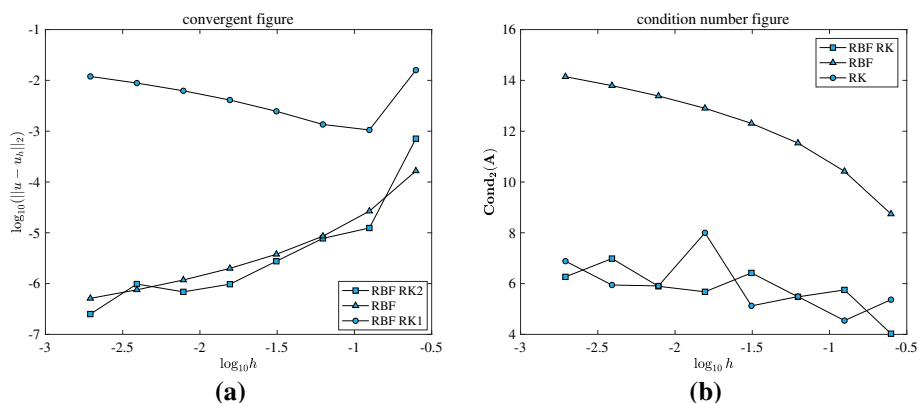 convergent figure
-1
-2
-3
-4
-5
-6
-7
log₁₀(||u − uₕ||₂)
RBF RK2
RBF
RBF RK1
-3 -2.5 -2 -1.5 -1 -0.5
log₁₀h
(a)
condition number figure
16
14
12
10
8
6
4
Cond₂(A)
RBF RK
RBF
RK
-3 -2.5 -2 -1.5 -1 -0.5
log₁₀h
(b)